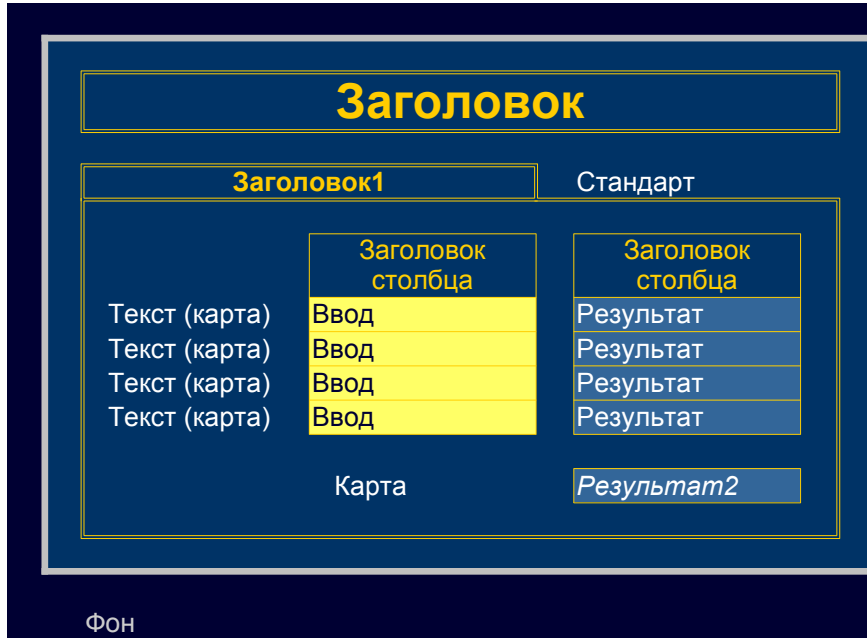 Заголовок
Заголовок1 Стандарт
Заголовок столбца Заголовок столбца
Текст (карта) Ввод Результат
Текст (карта) Ввод Результат
Текст (карта) Ввод Результат
Текст (карта) Ввод Результат
Карта Результат2
Фон